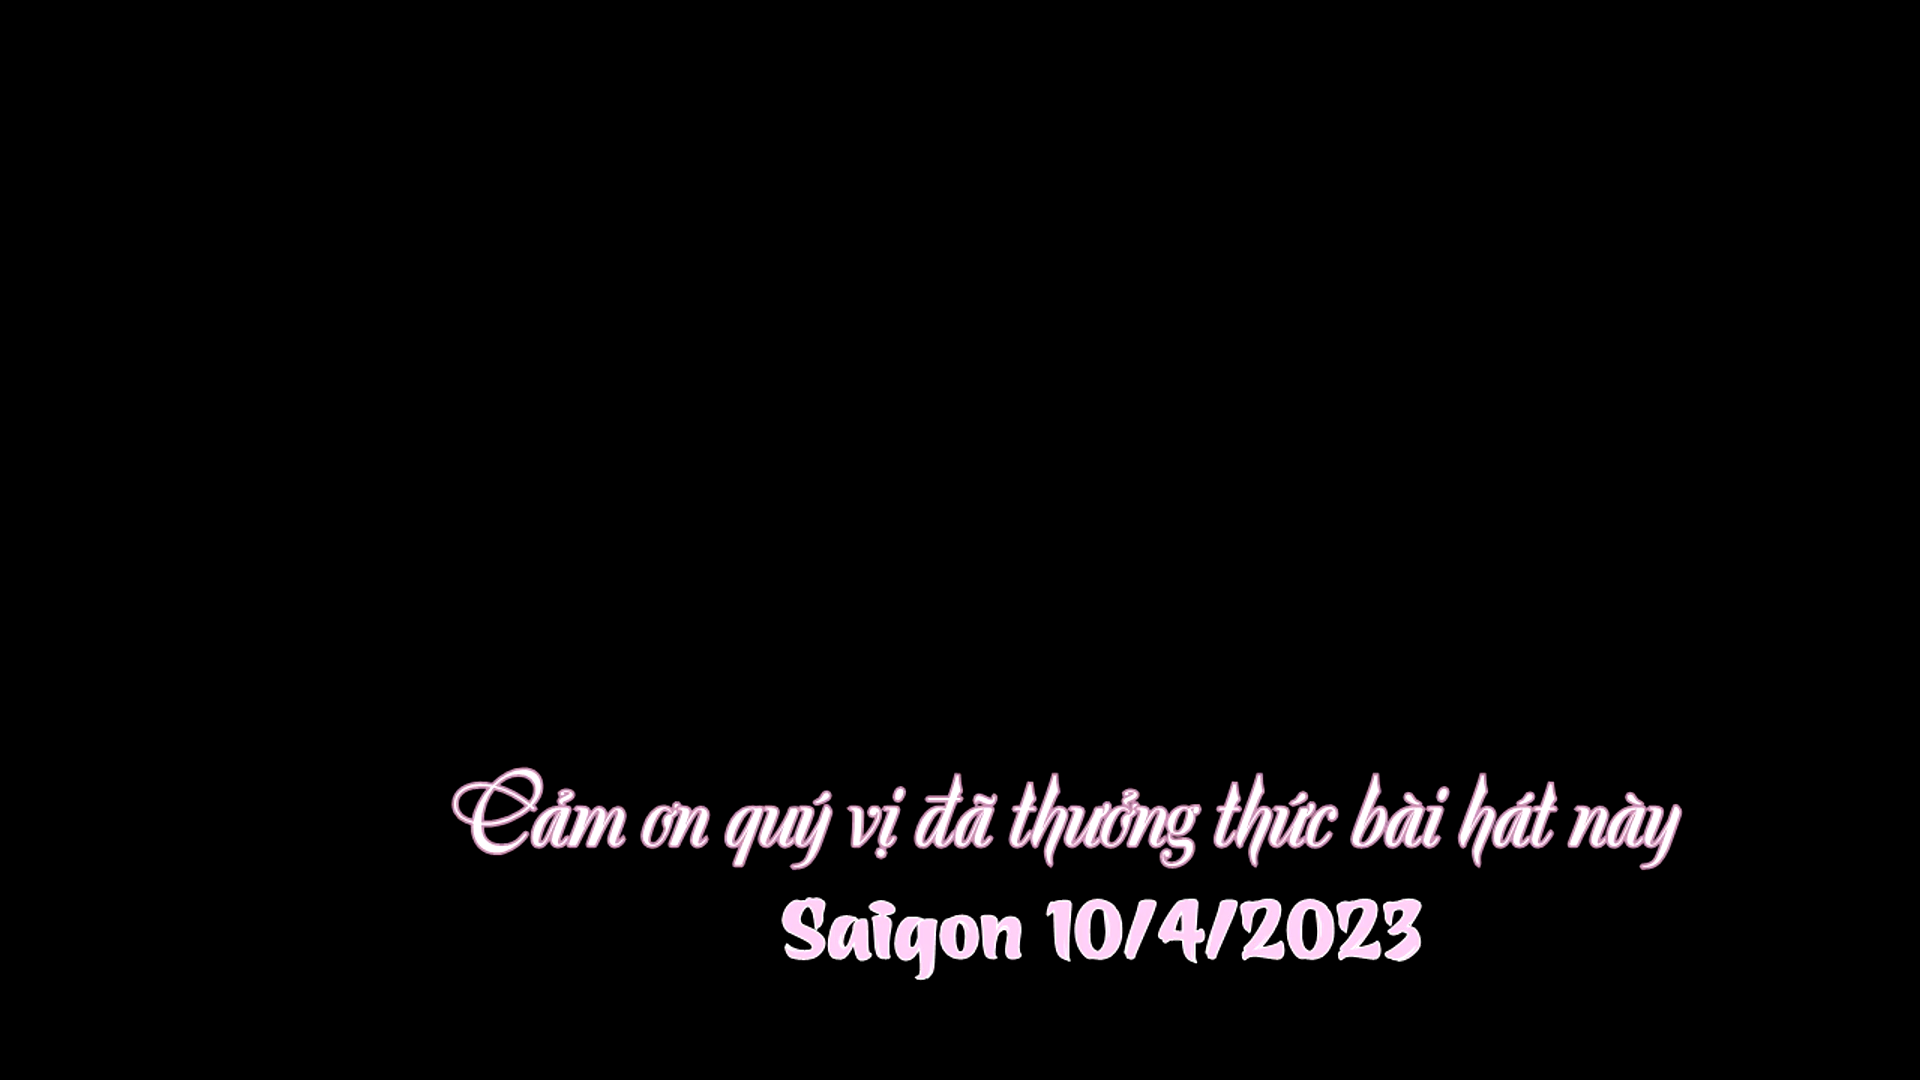 Cảm ơn quý vị đã thưởng thức bài hát này
Saigon 10/4/2023